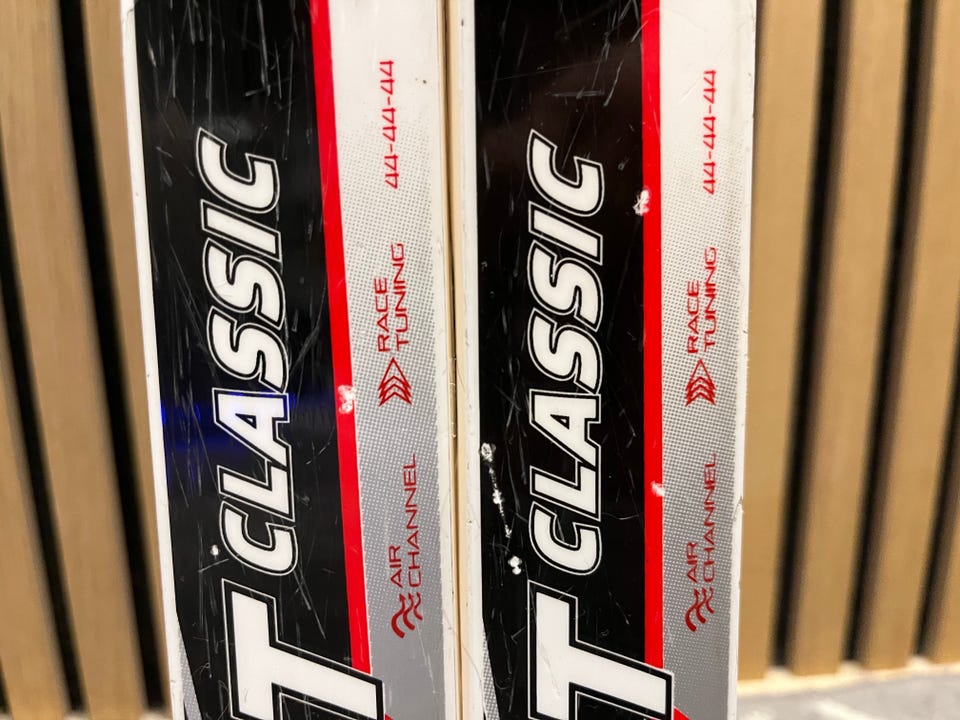 T CLASSIC
AIR
CHANNEL
RACE
TUNING
44-44-44
T CLASSIC
AIR
CHANNEL
RACE
TUNING
44-44-44